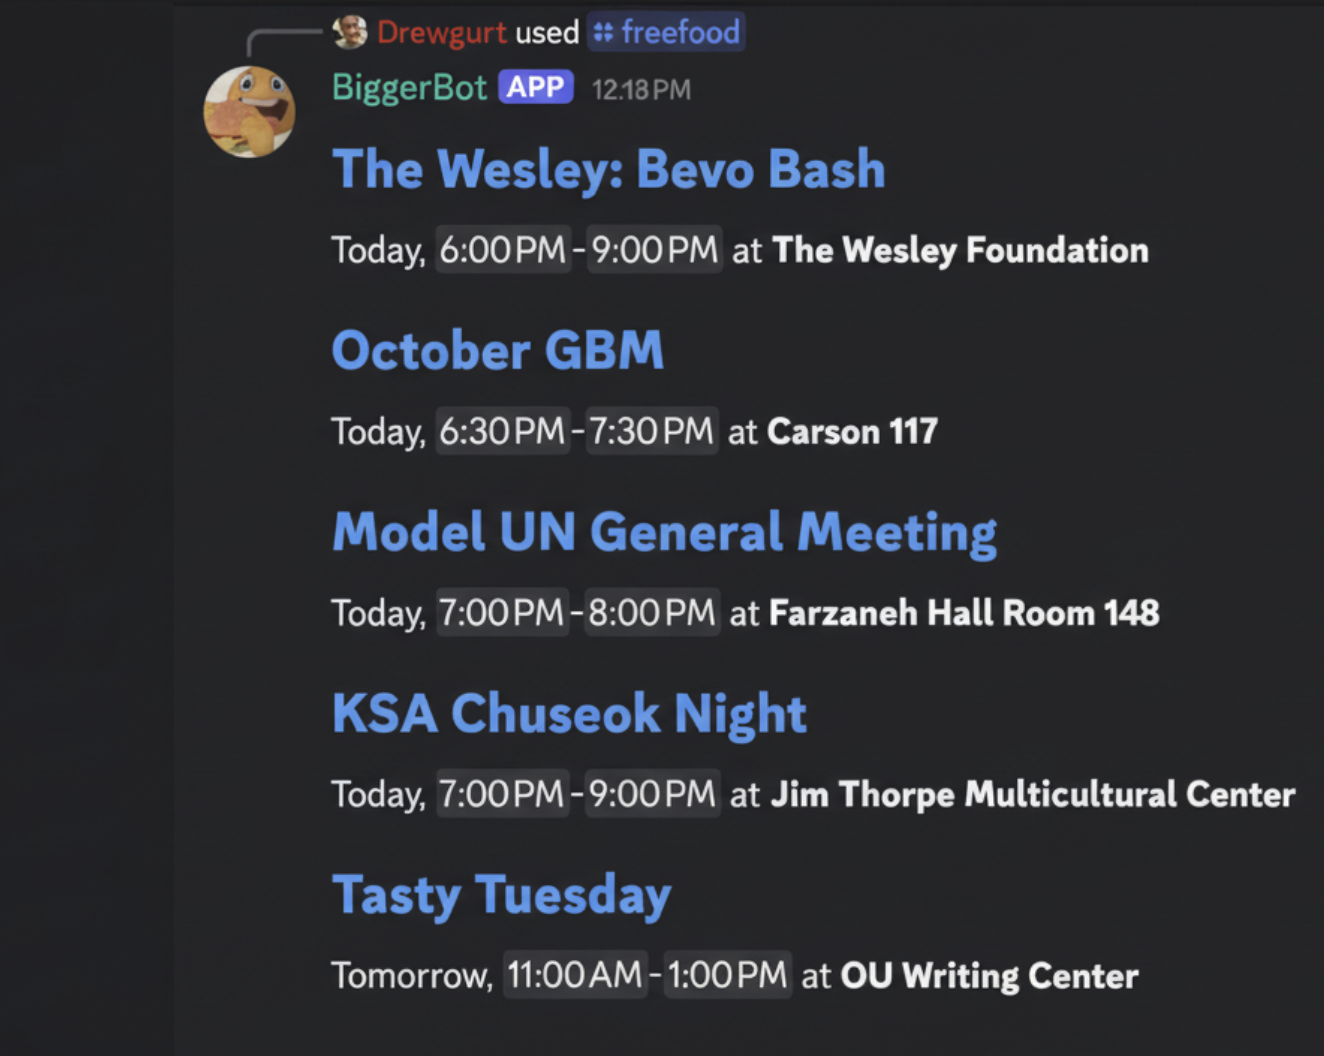 Drewgurt used freefood
BiggerBot APP 12:18 PM
The Wesley: Bevo Bash
Today, 6:00 PM - 9:00 PM at The Wesley Foundation
October GBM
Today, 6:30 PM - 7:30 PM at Carson 117
Model UN General Meeting
Today, 7:00 PM - 8:00 PM at Farzaneh Hall Room 148
KSA Chuseok Night
Today, 7:00 PM - 9:00 PM at Jim Thorpe Multicultural Center
Tasty Tuesday
Tomorrow, 11:00 AM - 1:00 PM at OU Writing Center